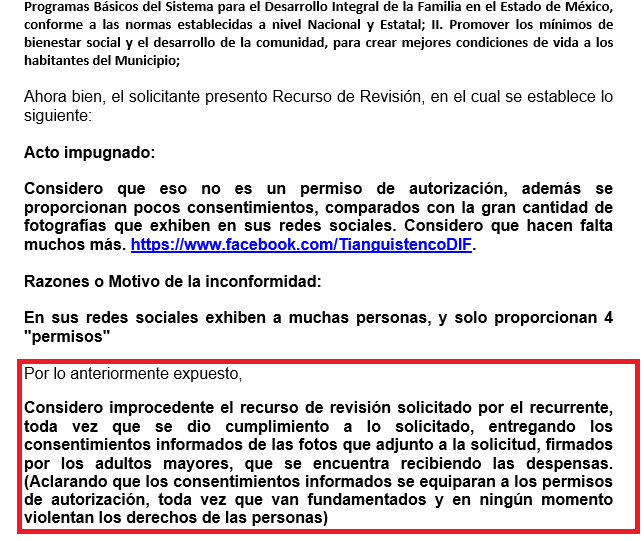 Programas Básicos del Sistema para el Desarrollo Integral de la Familia en el Estado de México,
conforme a las normas establecidas a nivel Nacional y Estatal; II. Promover los mínimos de
bienestar social y el desarrollo de la comunidad, para crear mejores condiciones de vida a los
habitantes del Municipio;
Ahora bien, el solicitante presento Recurso de Revisión, en el cual se establece lo
siguiente:
Acto impugnado:
Considero que eso no es un permiso de autorización, además se
proporcionan pocos consentimientos, comparados con la gran cantidad de
fotografías que exhiben en sus redes sociales. Considero que hacen falta
muchos más. https://www.facebook.com/TianguistencoDIF.
Razones o Motivo de la inconformidad:
En sus redes sociales exhiben a muchas personas, y solo proporcionan 4
"permisos"
Por lo anteriormente expuesto,
Considero improcedente el recurso de revisión solicitado por el recurrente,
toda vez que se dio cumplimiento a lo solicitado, entregando los
consentimientos informados de las fotos que adjunto a la solicitud, firmados
por los adultos mayores, que se encuentra recibiendo las despensas.
(Aclarando que los consentimientos informados se equiparan a los permisos
de autorización, toda vez que van fundamentados y en ningún momento
violentan los derechos de las personas)